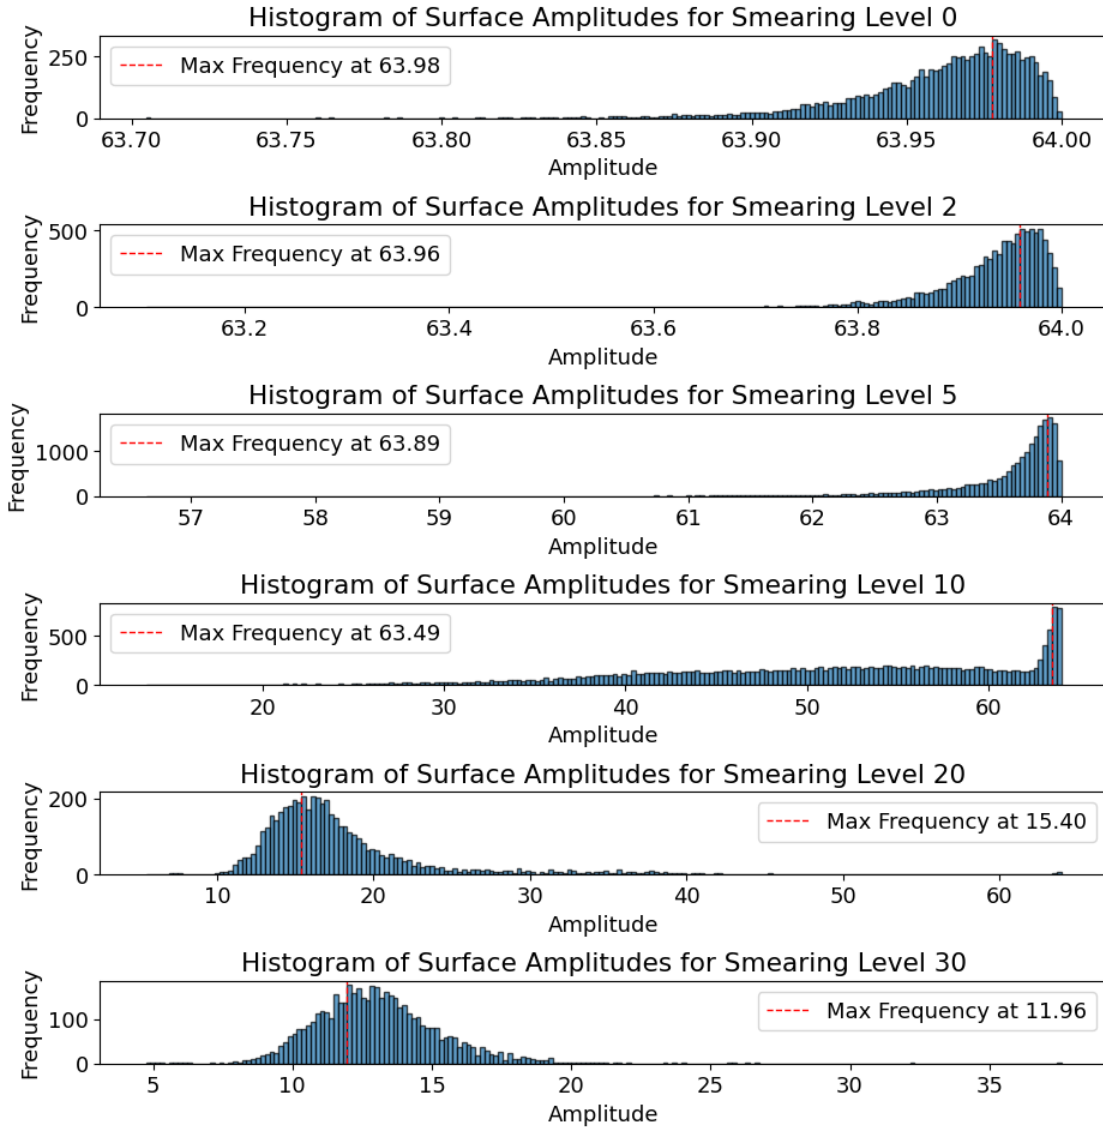 Histogram of Surface Amplitudes for Smearing Level 0
Frequency
250
0
Max Frequency at 63.98
63.70 63.75 63.80 63.85 63.90 63.95 64.00
Amplitude
Histogram of Surface Amplitudes for Smearing Level 2
Frequency
500
0
Max Frequency at 63.96
63.2 63.4 63.6 63.8 64.0
Amplitude
Histogram of Surface Amplitudes for Smearing Level 5
Frequency
1000
0
Max Frequency at 63.89
57 58 59 60 61 62 63 64
Amplitude
Histogram of Surface Amplitudes for Smearing Level 10
Frequency
500
0
Max Frequency at 63.49
20 30 40 50 60
Amplitude
Histogram of Surface Amplitudes for Smearing Level 20
Frequency
200
0
Max Frequency at 15.40
10 20 30 40 50 60
Amplitude
Histogram of Surface Amplitudes for Smearing Level 30
Frequency
100
0
Max Frequency at 11.96
5 10 15 20 25 30 35
Amplitude